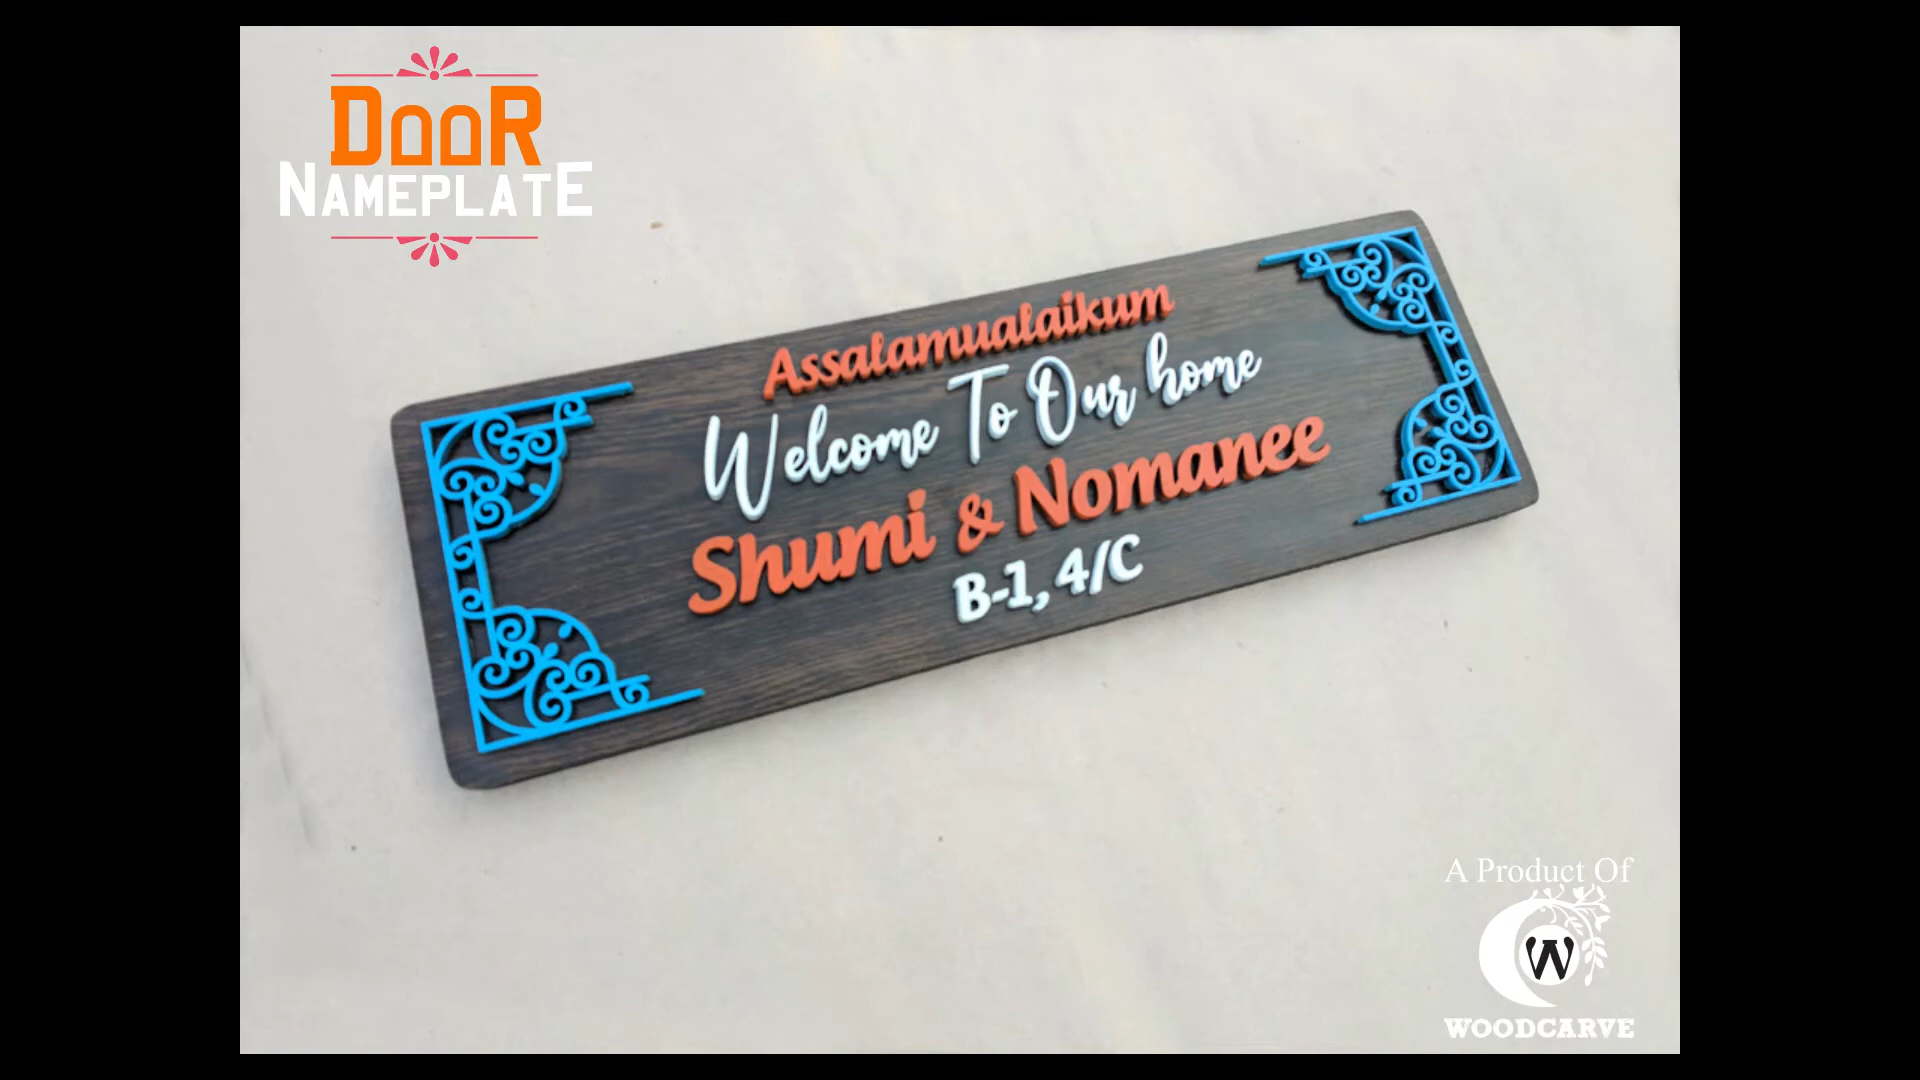 DOOR
NAMEPLATE
Assalamualaikum
Welcome To Our home
Shumi & Nomanee
B-1, 4/C
A Product Of
W
WOODCARVE